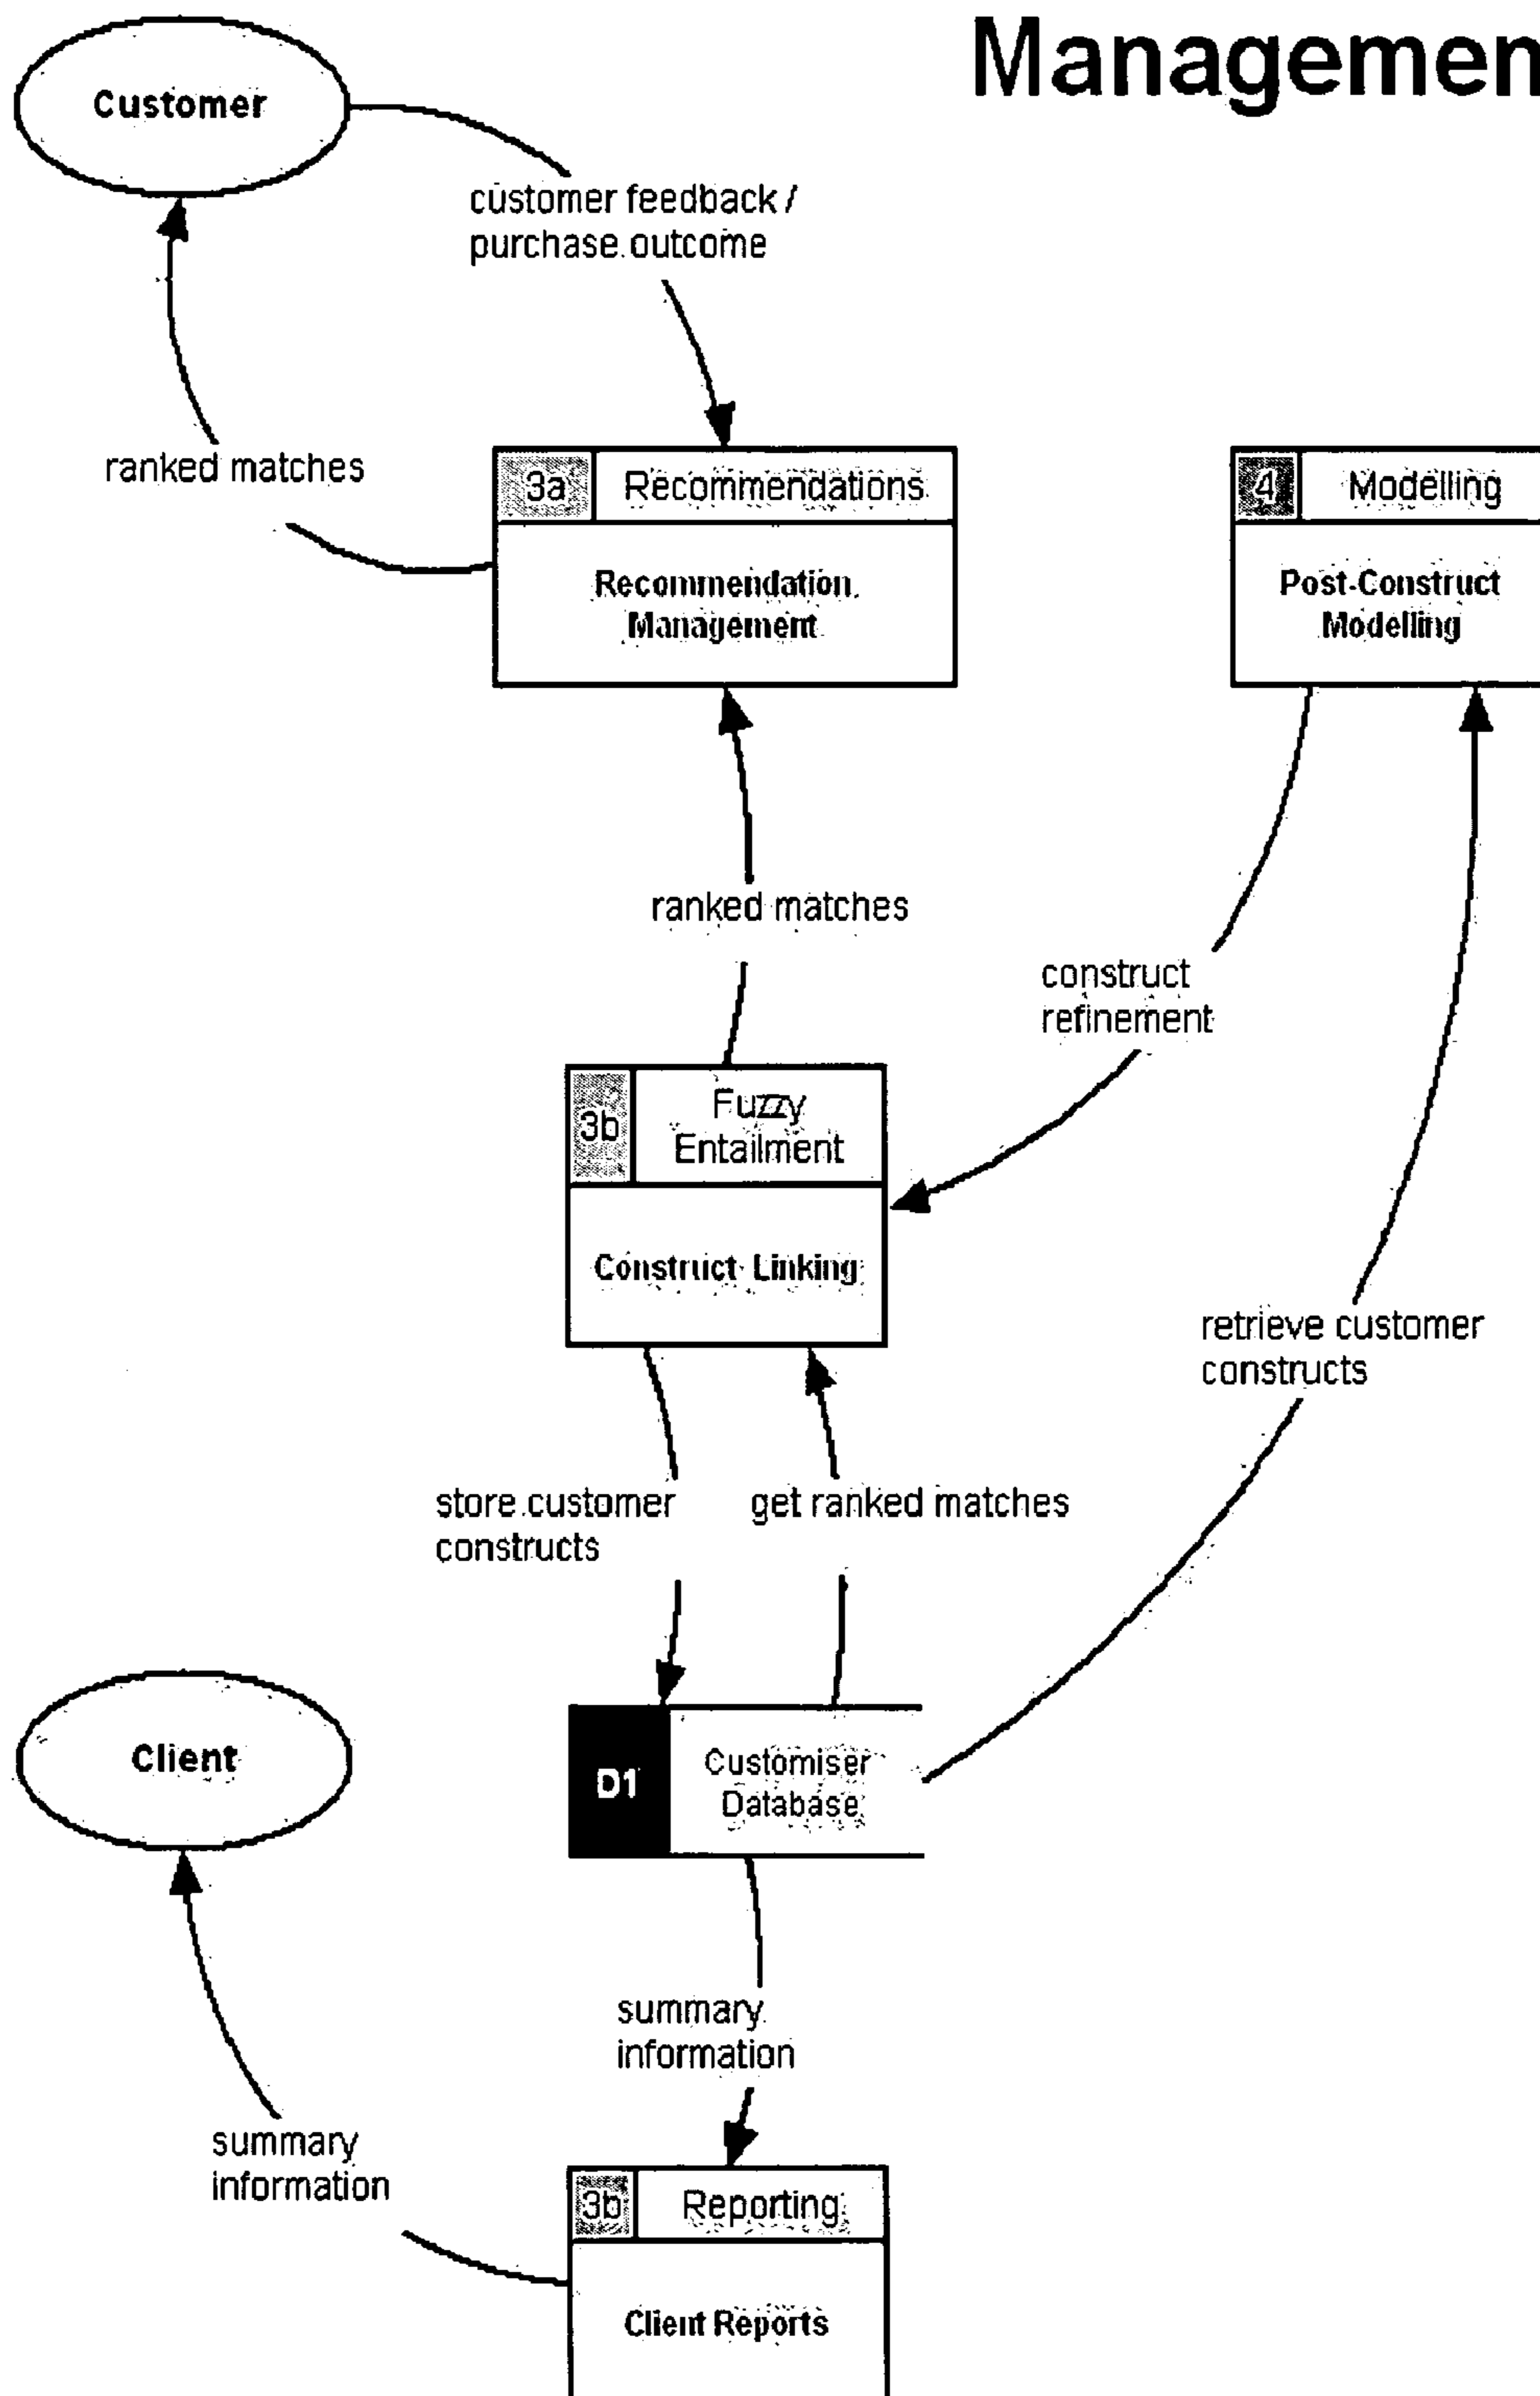 Managemen
Customer
customer feedback /
purchase outcome
ranked matches
3a Recommendations
Recommendation
Management
4 Modelling
Post-Construct
Modelling
ranked matches
construct
refinement
3b
Fuzzy
Entailment
Construct Linking
retrieve customer
constructs
store customer
constructs
get ranked matches
Client
D1
Customiser
Database
summary
information
summary
information
3b Reporting
Client Reports